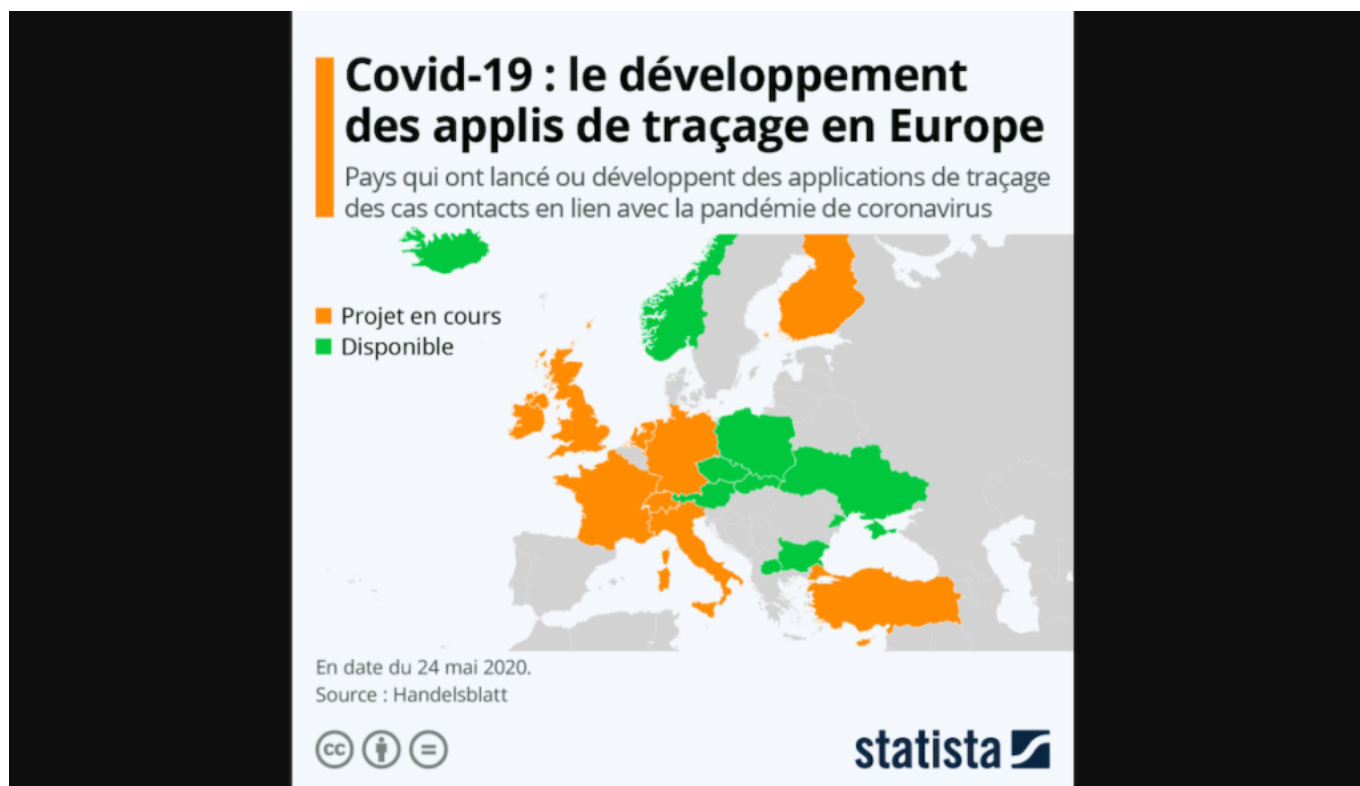 Covid-19 : le développement
des applis de traçage en Europe
Pays qui ont lancé ou développent des applications de traçage
des cas contacts en lien avec la pandémie de coronavirus
Projet en cours
Disponible
En date du 24 mai 2020.
Source : Handelsblatt
cc
statista